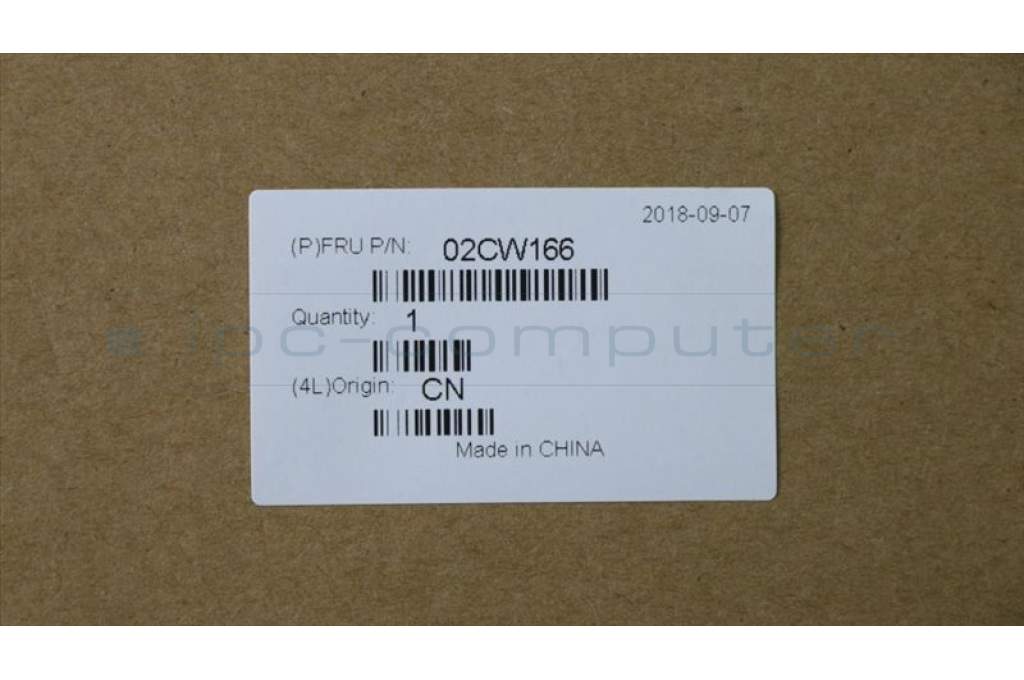 2018-09-07
(P)FRU P/N: 02CW166
Quantity: 1
ipc-computer
(4L)Origin: CN
Made in CHINA